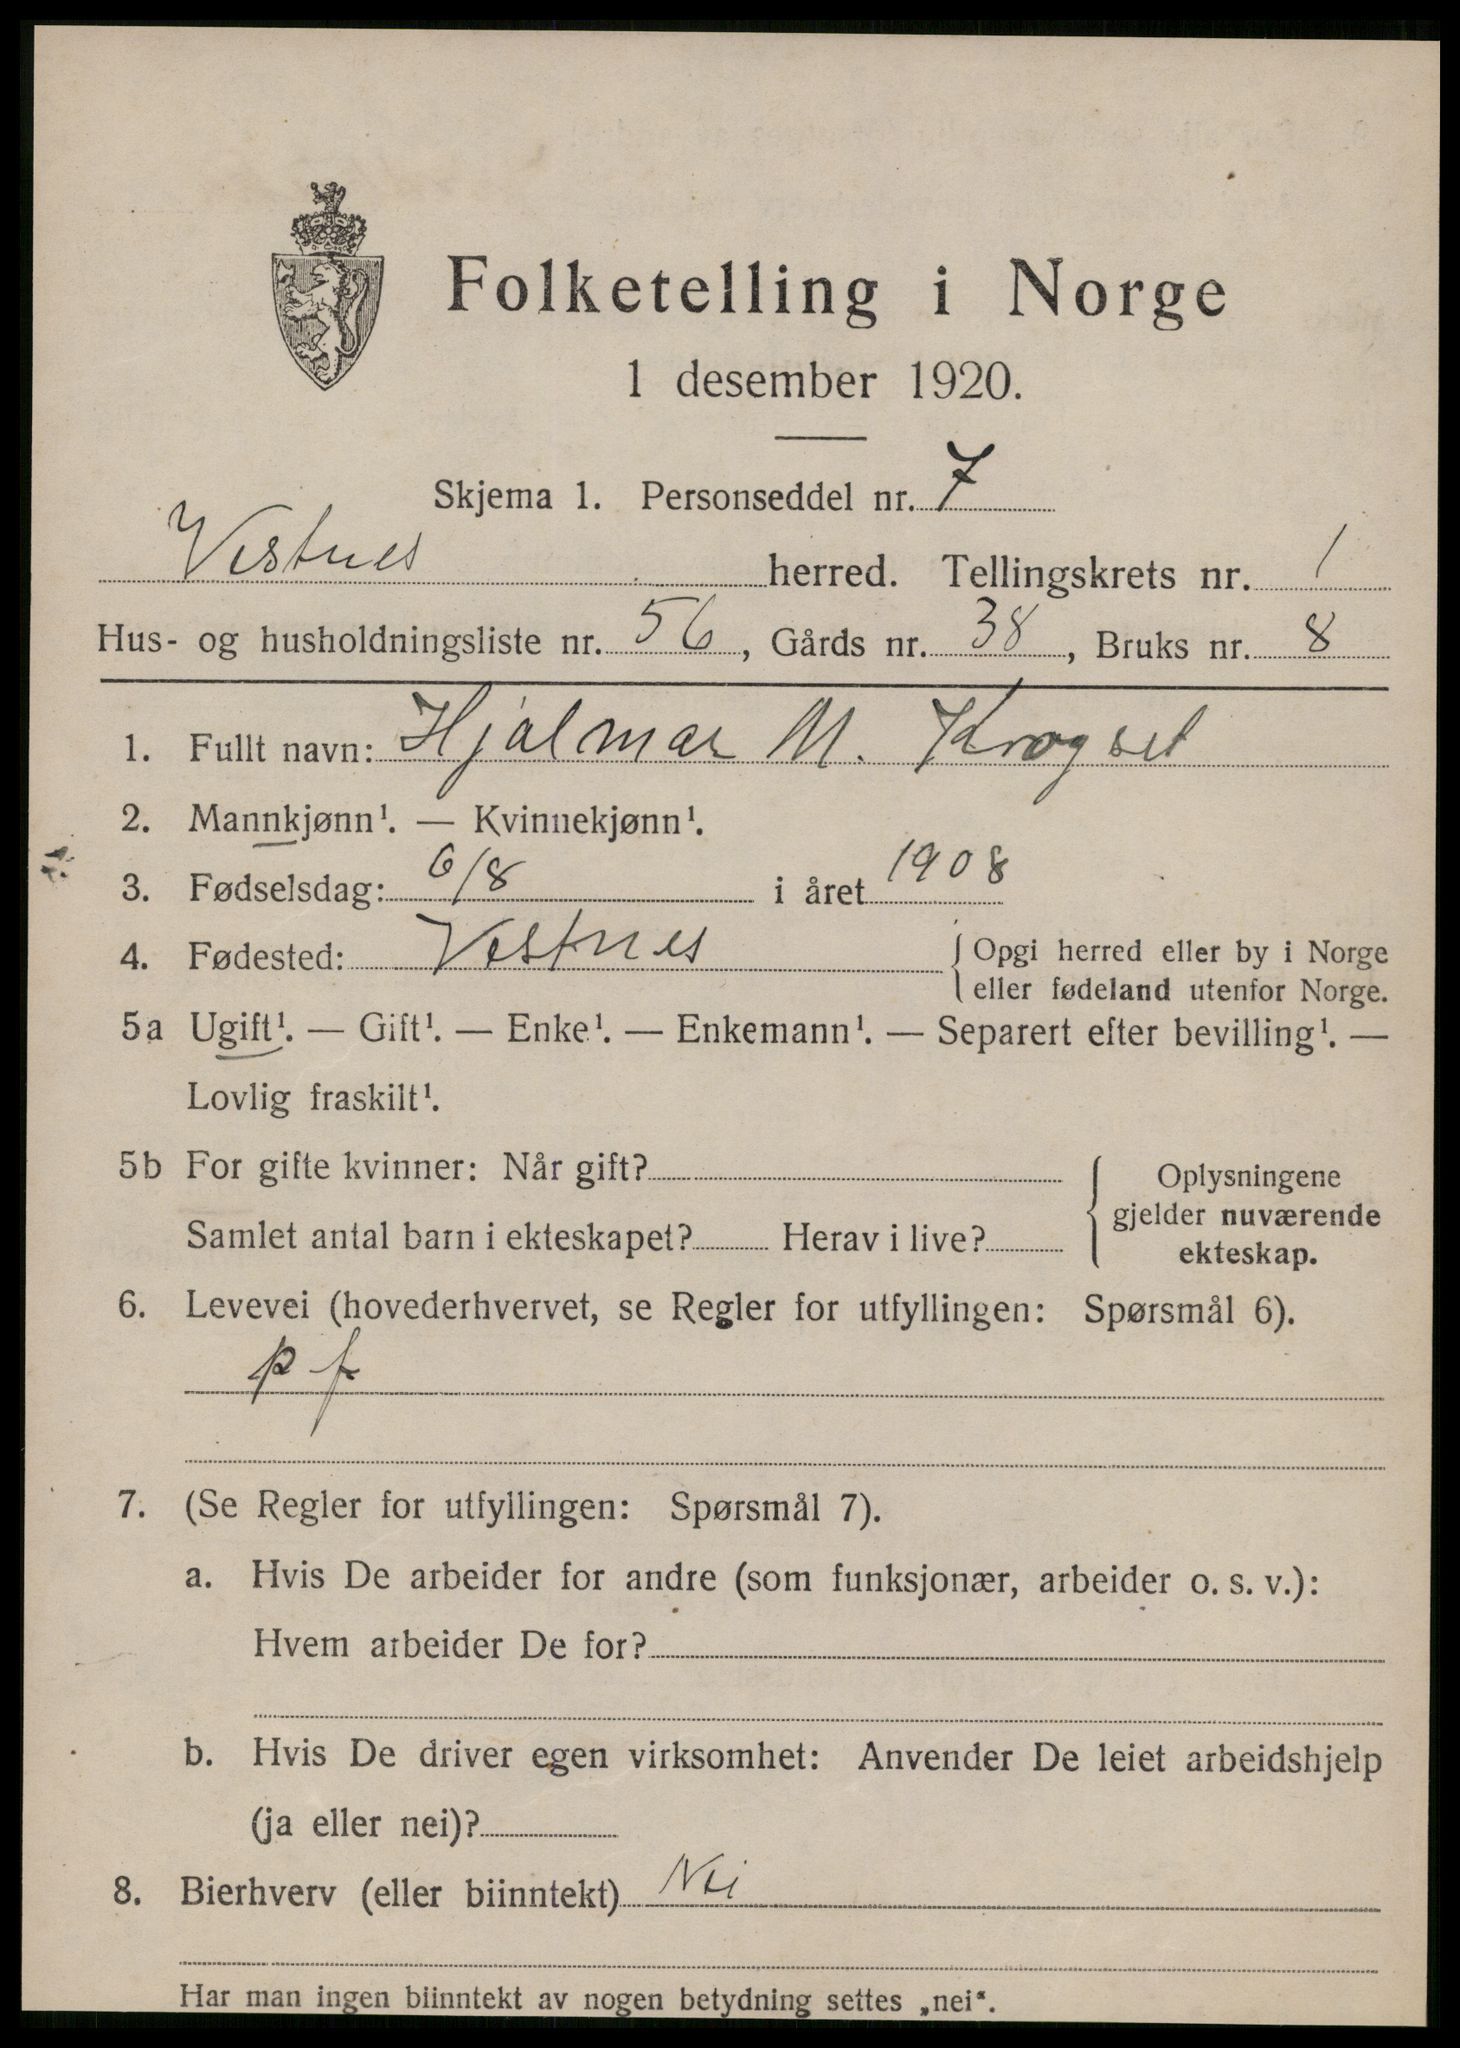 Folketelling i Norge
1 desember 1920.
Skjema 1. Personseddel nr. 7
Vestnes herred. Tellingskrets nr. 1
Hus- og husholdningsliste nr. 56, Gårds nr. 38, Bruks nr. 8
1. Fullt navn: Hjalmar M. Krogset
2. Mannkjønn¹. — Kvinnekjønn¹.
3. Fødselsdag: 6/8 i året 1908
4. Fødested: Vestnes { Opgi herred eller by i Norge
eller fødeland utenfor Norge.
5a Ugift¹. — Gift¹. — Enke¹. — Enkemann¹. — Separert efter bevilling¹. —
Lovlig fraskilt¹.
5b For gifte kvinner: Når gift?
Samlet antal barn i ekteskapet? Herav i live?
{ Oplysningene
gjelder nuværende
ekteskap.
6. Levevei (hovederhvervet, se Regler for utfyllingen: Spørsmål 6).
p f
7. (Se Regler for utfyllingen: Spørsmål 7).
a. Hvis De arbeider for andre (som funksjonær, arbeider o. s. v.):
Hvem arbeider De for?
b. Hvis De driver egen virksomhet: Anvender De leiet arbeidshjelp
(ja eller nei)?
8. Bierhverv (eller biinntekt) Nei
Har man ingen biinntekt av nogen betydning settes „nei“.